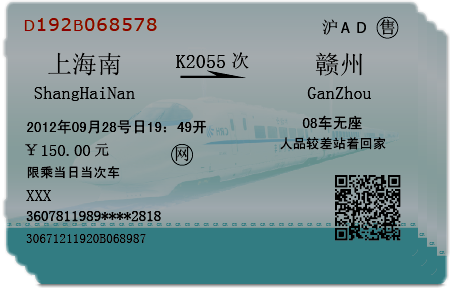 D192B068578 沪AD 售
上海南 K2055次 赣州
ShangHaiNan GanZhou
2012年09月28号日19：49开 08车无座
￥150.00元 网 人品较差站着回家
限乘当日当次车
XXX
3607811989****2818
30671211920B068987